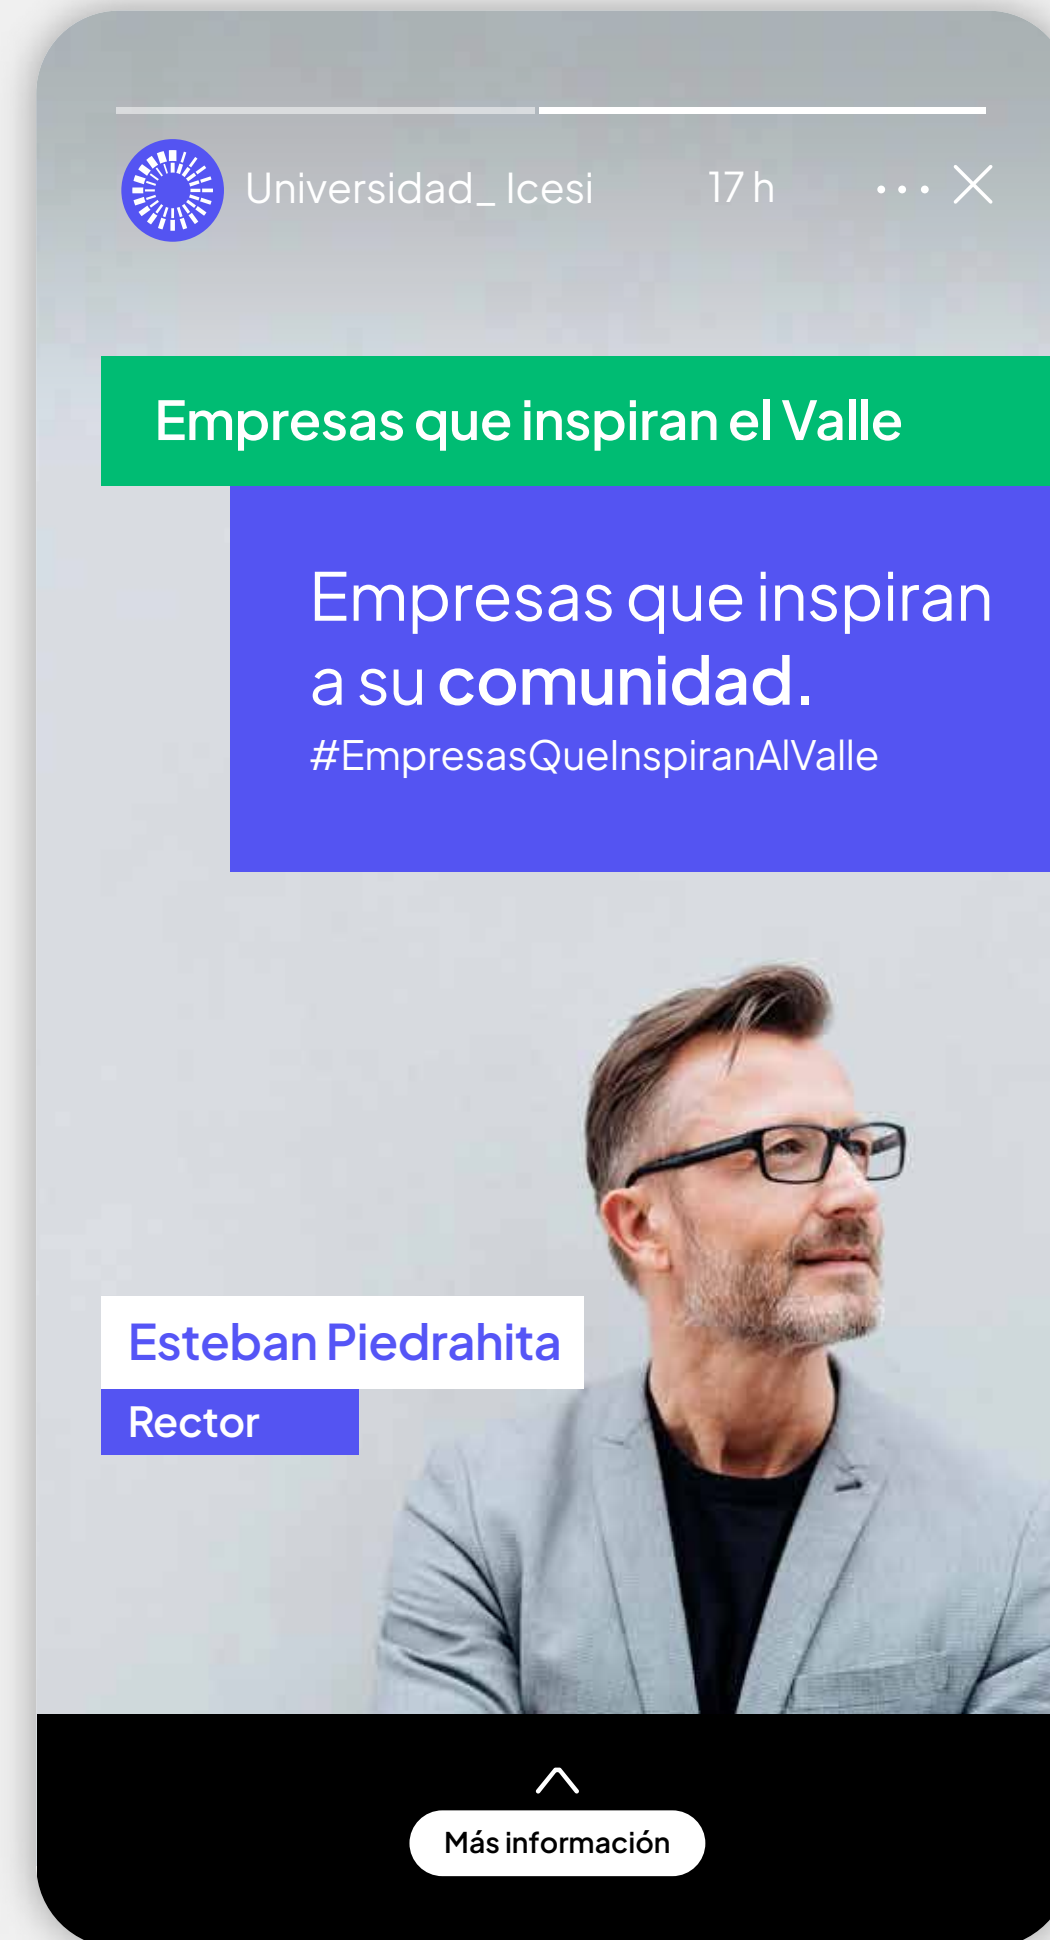 Universidad_ Icesi 17 h
Empresas que inspiran el Valle
Empresas que inspiran
a su comunidad.
#EmpresasQueInspiranAlValle
Esteban Piedrahita
Rector
Más información